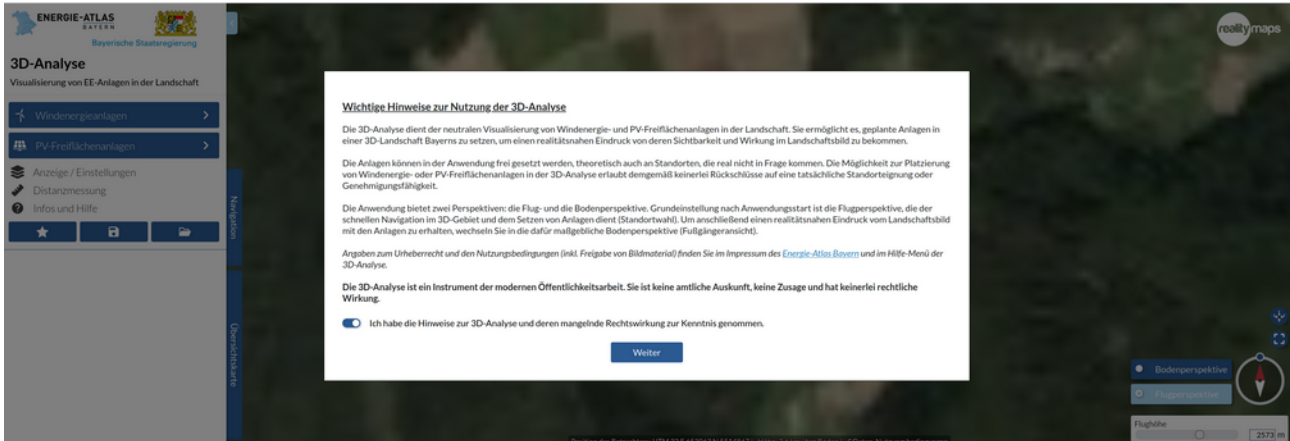 ENERGIE-ATLAS
BAYERN
Bayerische Staatsregierung
3D-Analyse
Visualisierung von EE-Anlagen in der Landschaft
Windenergieanlagen
PV-Freiflächenanlagen
Anzeige / Einstellungen
Distanzmessung
Infos und Hilfe
Navigation
Übersichtskarte
realitymaps
Wichtige Hinweise zur Nutzung der 3D-Analyse
Die 3D-Analyse dient der neutralen Visualisierung von Windenergie- und PV-Freiflächenanlagen in der Landschaft. Sie ermöglicht es, geplante Anlagen in
einer 3D-Landschaft Bayerns zu setzen, um einen realitätsnahen Eindruck von deren Sichtbarkeit und Wirkung im Landschaftsbild zu bekommen.
Die Anlagen können in der Anwendung frei gesetzt werden, theoretisch auch an Standorten, die real nicht in Frage kommen. Die Möglichkeit zur Platzierung
von Windenergie- oder PV-Freiflächenanlagen in der 3D-Analyse erlaubt demgemäß keinerlei Rückschlüsse auf eine tatsächliche Standorteignung oder
Genehmigungsfähigkeit.
Die Anwendung bietet zwei Perspektiven: die Flug- und die Bodenperspektive. Grundeinstellung nach Anwendungsstart ist die Flugperspektive, die der
schnellen Navigation im 3D-Gebiet und dem Setzen von Anlagen dient (Standortwahl). Um anschließend einen realitätsnahen Eindruck vom Landschaftsbild
mit den Anlagen zu erhalten, wechseln Sie in die dafür maßgebliche Bodenperspektive (Fußgängeransicht).
Angaben zum Urheberrecht und den Nutzungsbedingungen (inkl. Freigabe von Bildmaterial) finden Sie im Impressum des Energie-Atlas Bayern und im Hilfe-Menü der
3D-Analyse.
Die 3D-Analyse ist ein Instrument der modernen Öffentlichkeitsarbeit. Sie ist keine amtliche Auskunft, keine Zusage und hat keinerlei rechtliche
Wirkung.
Ich habe die Hinweise zur 3D-Analyse und deren mangelnde Rechtswirkung zur Kenntnis genommen.
Weiter
Bodenperspektive
Flugperspektive
Flughöhe
2573 m